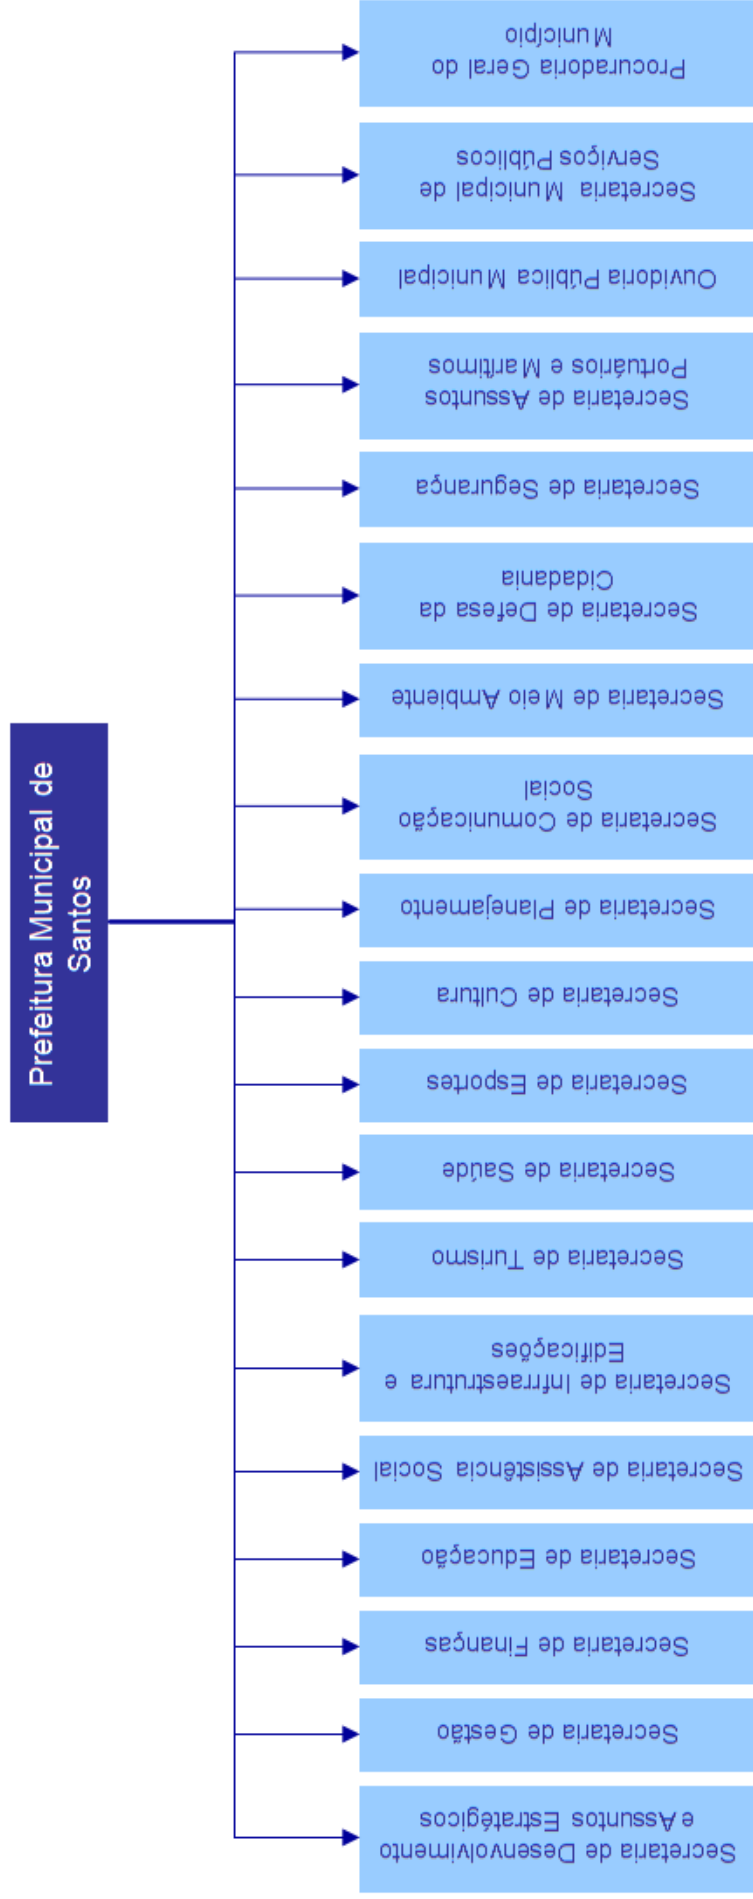 Prefeitura Municipal de
Santos
Secretaria de Desenvolvimento
e Assuntos Estratégicos
Secretaria de Gestão
Secretaria de Finanças
Secretaria de Educação
Secretaria de Assistência Social
Secretaria de Infrraestrutura e
Edificações
Secretaria de Turismo
Secretaria de Saúde
Secretaria de Esportes
Secretaria de Cultura
Secretaria de Planejamento
Secretaria de Comunicação
Social
Secretaria de Meio Ambiente
Secretaria de Defesa da
Cidadania
Secretaria de Segurança
Secretaria de Assuntos
Portuários e Marítimos
Ouvidoria Pública Municipal
Secretaria Municipal de
Serviços Públicos
Procuradoria Geral do
Município